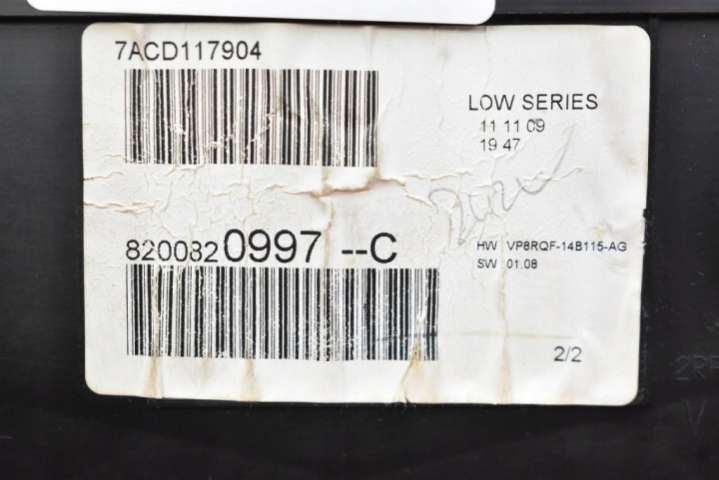 7ACD117904
LOW SERIES
11 11 09
19 47
8200820997 --C
HW VP8RQF-14B115-AG
SW 01.08
2/2